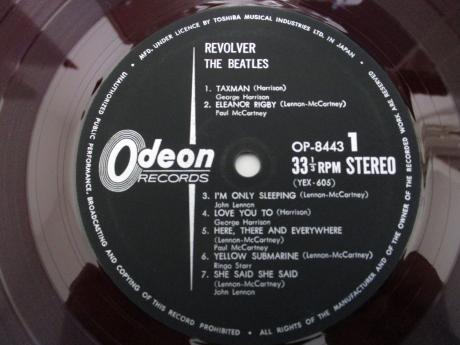 MFD. UNDER LICENCE BY TOSHIBA MUSICAL INDUSTRIES LTD. IN JAPAN •
ALL RIGHTS OF THE MANUFACTURER AND OF THE OWNER OF THE RECORDED WORK ARE RESERVED
UNAUTHORIZED PUBLIC PERFORMANCE, BROADCASTING AND COPYING OF THIS RECORD PROHIBITED •
REVOLVER
THE BEATLES
1. TAXMAN (Harrison)
George Harrison
2. ELEANOR RIGBY (Lennon-McCartney)
Paul McCartney
Odeon
RECORDS
OP-8443 1
33 1/3 RPM STEREO
(YEX-605)
3. I'M ONLY SLEEPING (Lennon-McCartney)
John Lennon
4. LOVE YOU TO (Harrison)
George Harrison
5. HERE, THERE AND EVERYWHERE
(Lennon-McCartney)
Paul McCartney
6. YELLOW SUBMARINE (Lennon-McCartney)
Ringo Starr
7. SHE SAID SHE SAID
(Lennon-McCartney)
John Lennon